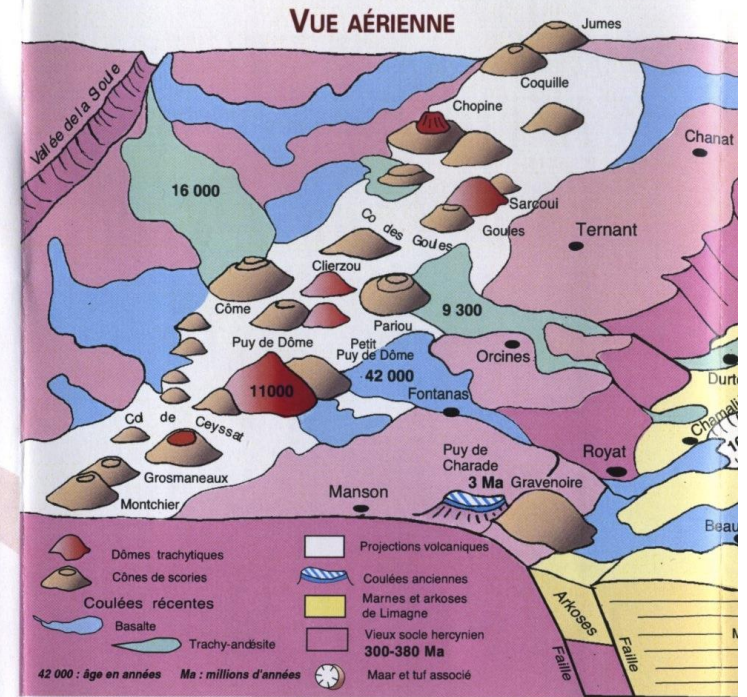 VUE AÉRIENNE
Jumes
Coquille
Vallée de la Soule
Chopine
Chanat
16 000
Sarcoui
Col des Goules
Goules
Ternant
Clierzou
Côme
9 300
Pariou
Puy de Dôme
Petit
Puy de Dôme
Orcines
42 000
11000
Fontanas
Durt
Chamali
Col de Ceyssat
Puy de
Charade
3 Ma
Gravenoire
Royat
Grosmaneaux
Montchier
Manson
Beau
Dômes trachytiques
Cônes de scories
Coulées récentes
Basalte
Trachy-andésite
42 000 : âge en années
Ma : millions d'années
Projections volcaniques
Coulées anciennes
Marnes et arkoses
de Limagne
Vieux socle hercynien
300-380 Ma
Maar et tuf associé
Arkoses
Faille
Faille